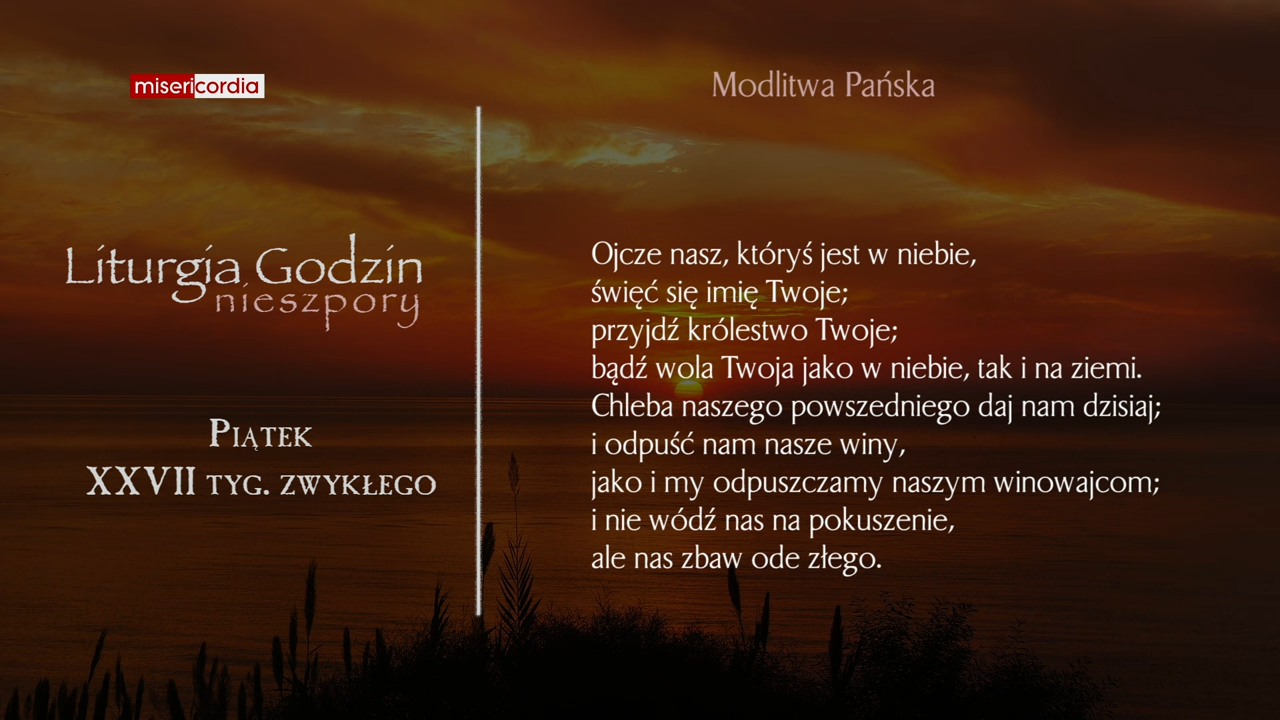 misericordia
Liturgia Godzin
nieszpory
Piątek
XXVII tyg. zwykłego
Modlitwa Pańska
Ojcze nasz, któryś jest w niebie,
święć się imię Twoje;
przyjdź królestwo Twoje;
bądź wola Twoja jako w niebie, tak i na ziemi.
Chleba naszego powszedniego daj nam dzisiaj;
i odpuść nam nasze winy,
jako i my odpuszczamy naszym winowajcom;
i nie wódź nas na pokuszenie,
ale nas zbaw ode złego.